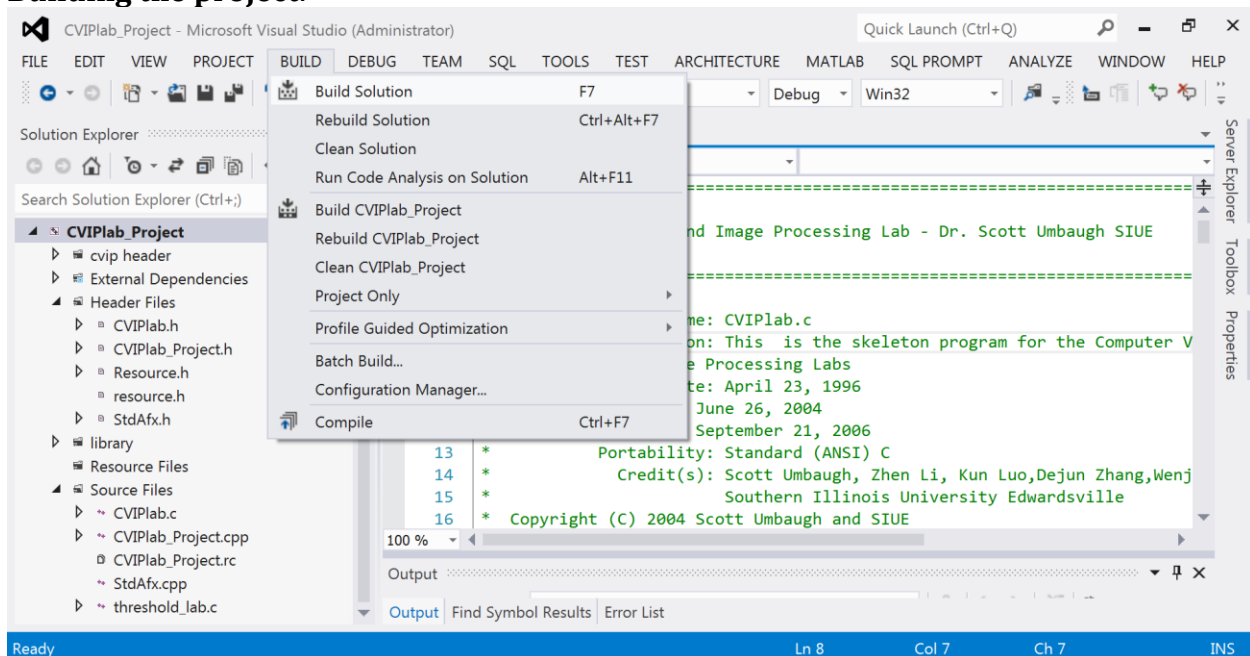 CVIPlab_Project - Microsoft Visual Studio (Administrator) Quick Launch (Ctrl+Q)
FILE EDIT VIEW PROJECT BUILD DEBUG TEAM SQL TOOLS TEST ARCHITECTURE MATLAB SQL PROMPT ANALYZE WINDOW HELP
Debug Win32
Build Solution F7
Rebuild Solution Ctrl+Alt+F7
Clean Solution
Run Code Analysis on Solution Alt+F11
Build CVIPlab_Project
Rebuild CVIPlab_Project
Clean CVIPlab_Project
Project Only
Profile Guided Optimization
Batch Build...
Configuration Manager...
Compile Ctrl+F7
Solution Explorer
Search Solution Explorer (Ctrl+;)
CVIPlab_Project
cvip header
External Dependencies
Header Files
CVIPlab.h
CVIPlab_Project.h
Resource.h
resource.h
StdAfx.h
library
Resource Files
Source Files
CVIPlab.c
CVIPlab_Project.cpp
CVIPlab_Project.rc
StdAfx.cpp
threshold_lab.c
nd Image Processing Lab - Dr. Scott Umbaugh SIUE
me: CVIPlab.c
on: This is the skeleton program for the Computer V
e Processing Labs
te: April 23, 1996
June 26, 2004
September 21, 2006
13 * Portability: Standard (ANSI) C
14 * Credit(s): Scott Umbaugh, Zhen Li, Kun Luo,Dejun Zhang,Wenj
15 * Southern Illinois University Edwardsville
16 * Copyright (C) 2004 Scott Umbaugh and SIUE
100 %
Output
Output Find Symbol Results Error List
Server Explorer
Toolbox
Properties
Ready Ln 8 Col 7 Ch 7 INS